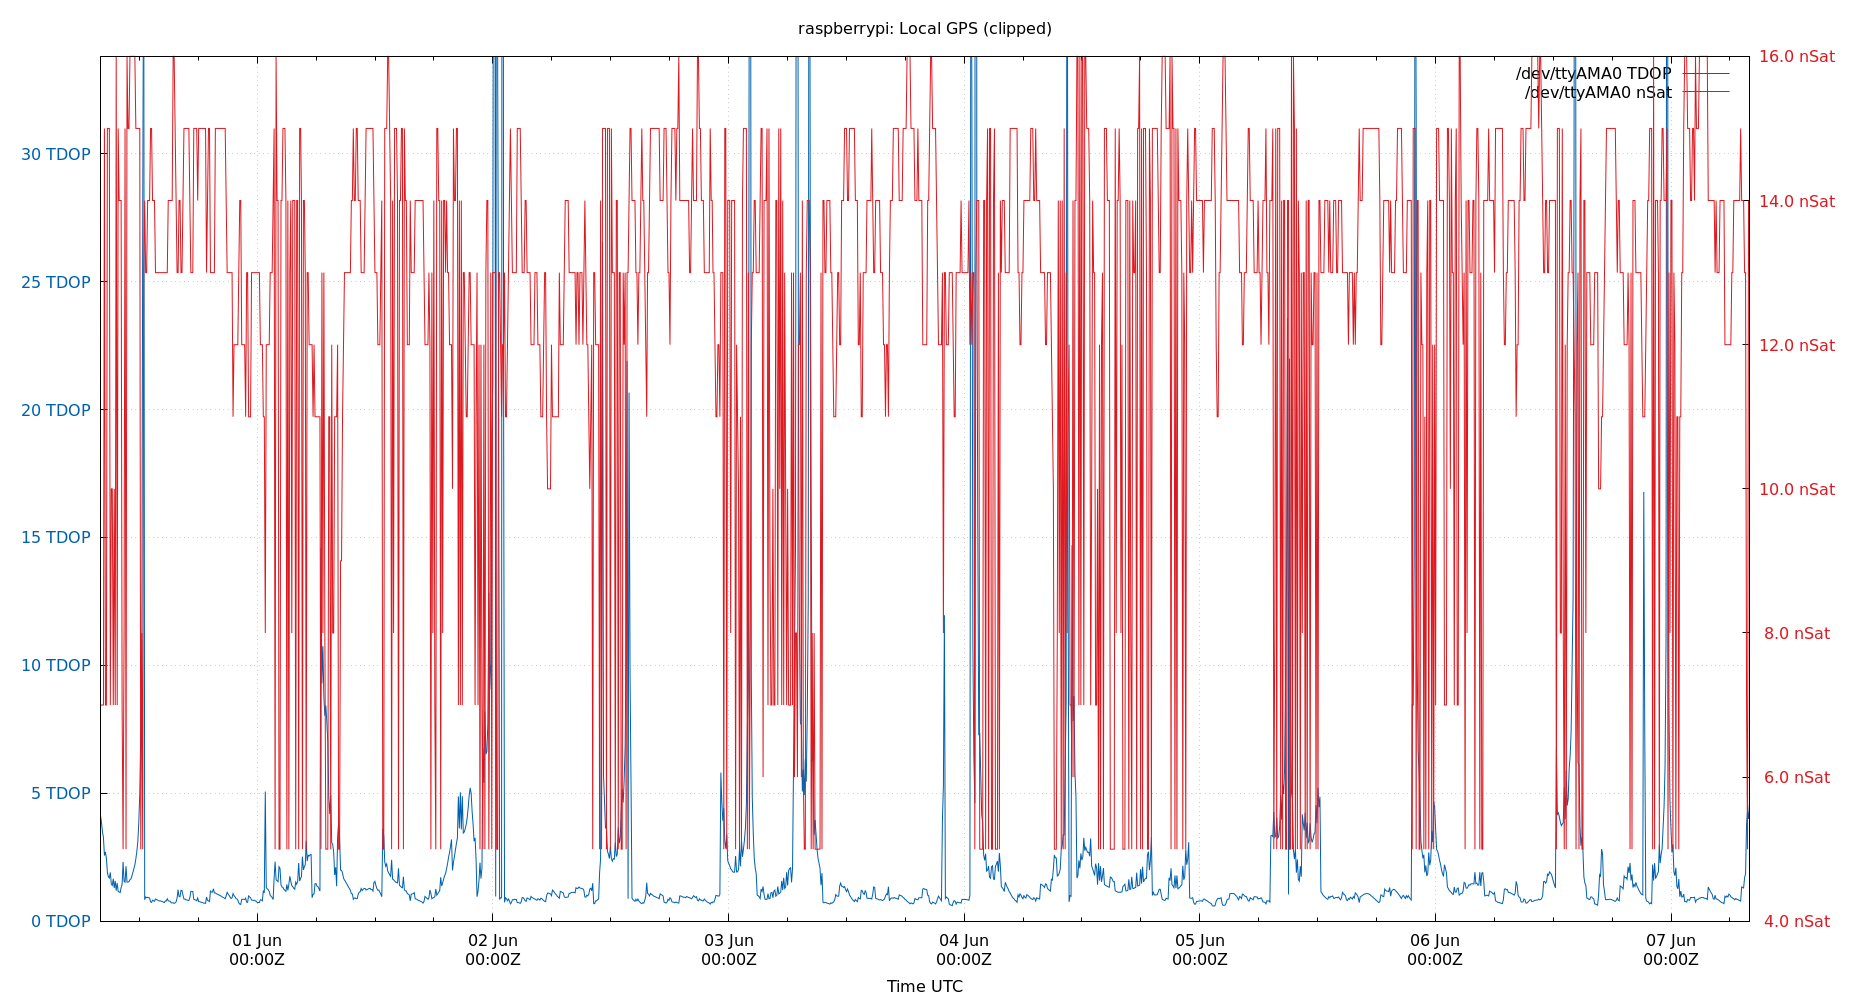 raspberrypi: Local GPS (clipped)
/dev/ttyAMA0 TDOP
/dev/ttyAMA0 nSat
30 TDOP
25 TDOP
20 TDOP
15 TDOP
10 TDOP
5 TDOP
0 TDOP
16.0 nSat
14.0 nSat
12.0 nSat
10.0 nSat
8.0 nSat
6.0 nSat
4.0 nSat
01 Jun
00:00Z
02 Jun
00:00Z
03 Jun
00:00Z
04 Jun
00:00Z
05 Jun
00:00Z
06 Jun
00:00Z
07 Jun
00:00Z
Time UTC